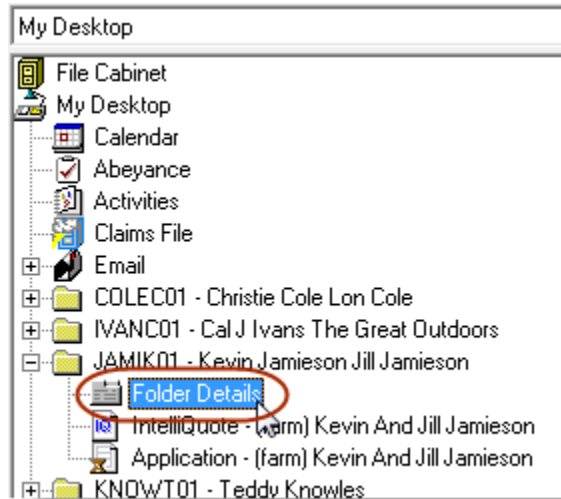 My Desktop
File Cabinet
My Desktop
Calendar
Abeyance
Activities
Claims File
Email
COLEC01 - Christie Cole Lon Cole
IVANC01 - Cal J Ivans The Great Outdoors
JAMIK01 - Kevin Jamieson Jill Jamieson
Folder Details
IntelliQuote - (farm) Kevin And Jill Jamieson
Application - (farm) Kevin And Jill Jamieson
KNOWT01 - Teddy Knowles